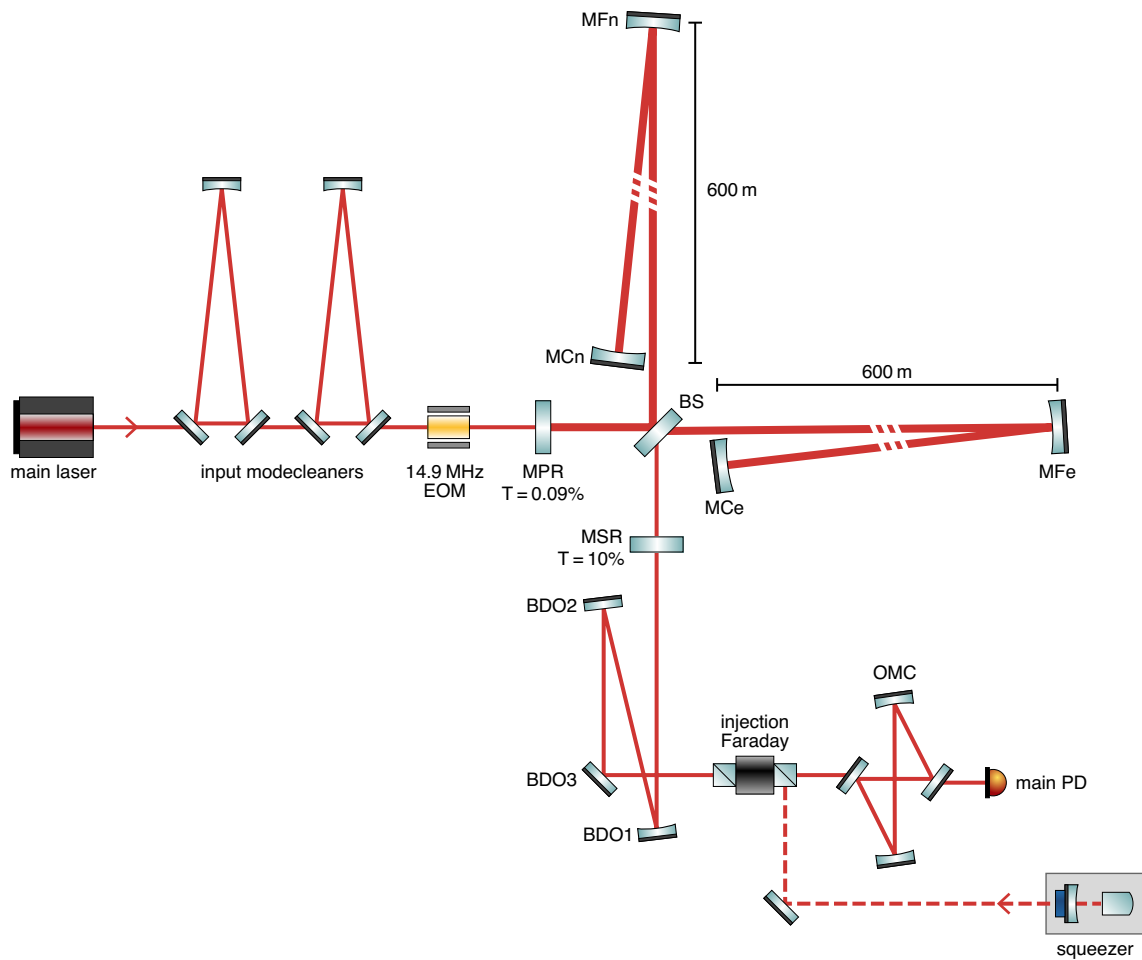 MFn
600 m
MCn
600 m
BS
main laser
input modecleaners
14.9 MHz
EOM
MPR
T = 0.09%
MCe
MFe
MSR
T = 10%
BDO2
OMC
injection
Faraday
BDO3
main PD
BDO1
squeezer